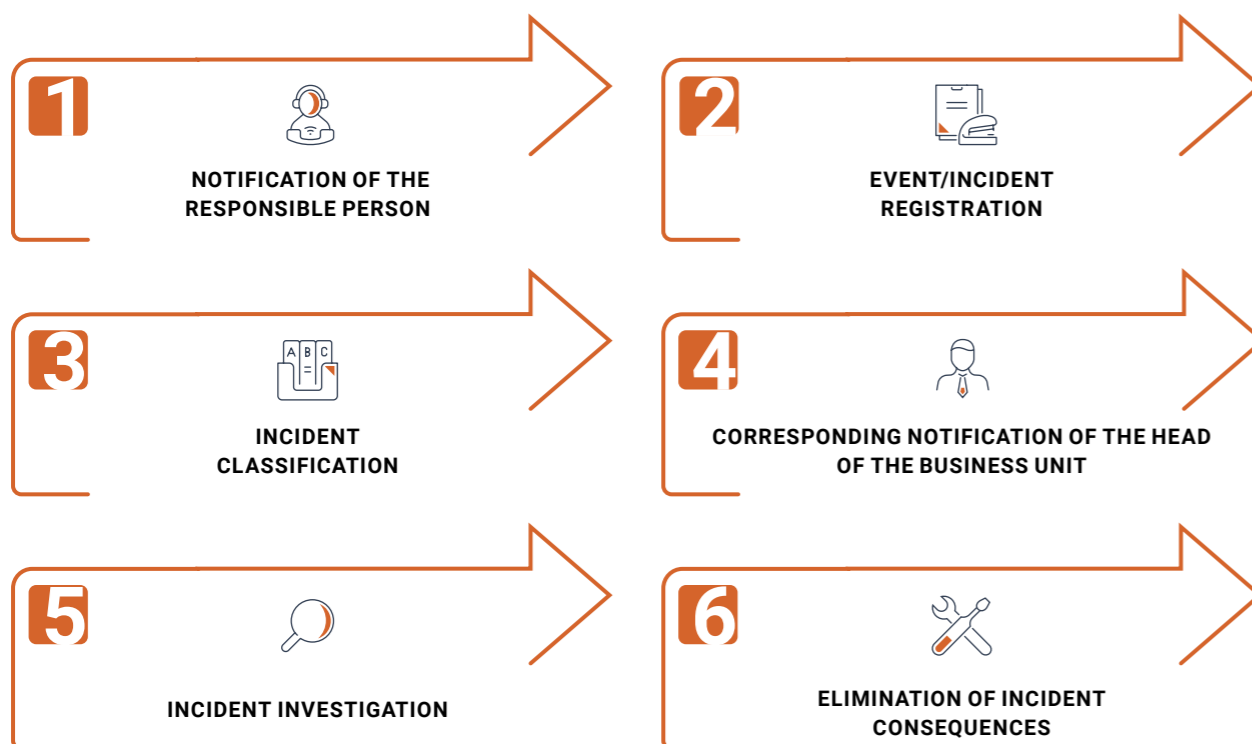 1
NOTIFICATION OF THE
RESPONSIBLE PERSON
2
EVENT/INCIDENT
REGISTRATION
3
A B C
INCIDENT
CLASSIFICATION
4
CORRESPONDING NOTIFICATION OF THE HEAD
OF THE BUSINESS UNIT
5
INCIDENT INVESTIGATION
6
ELIMINATION OF INCIDENT
CONSEQUENCES